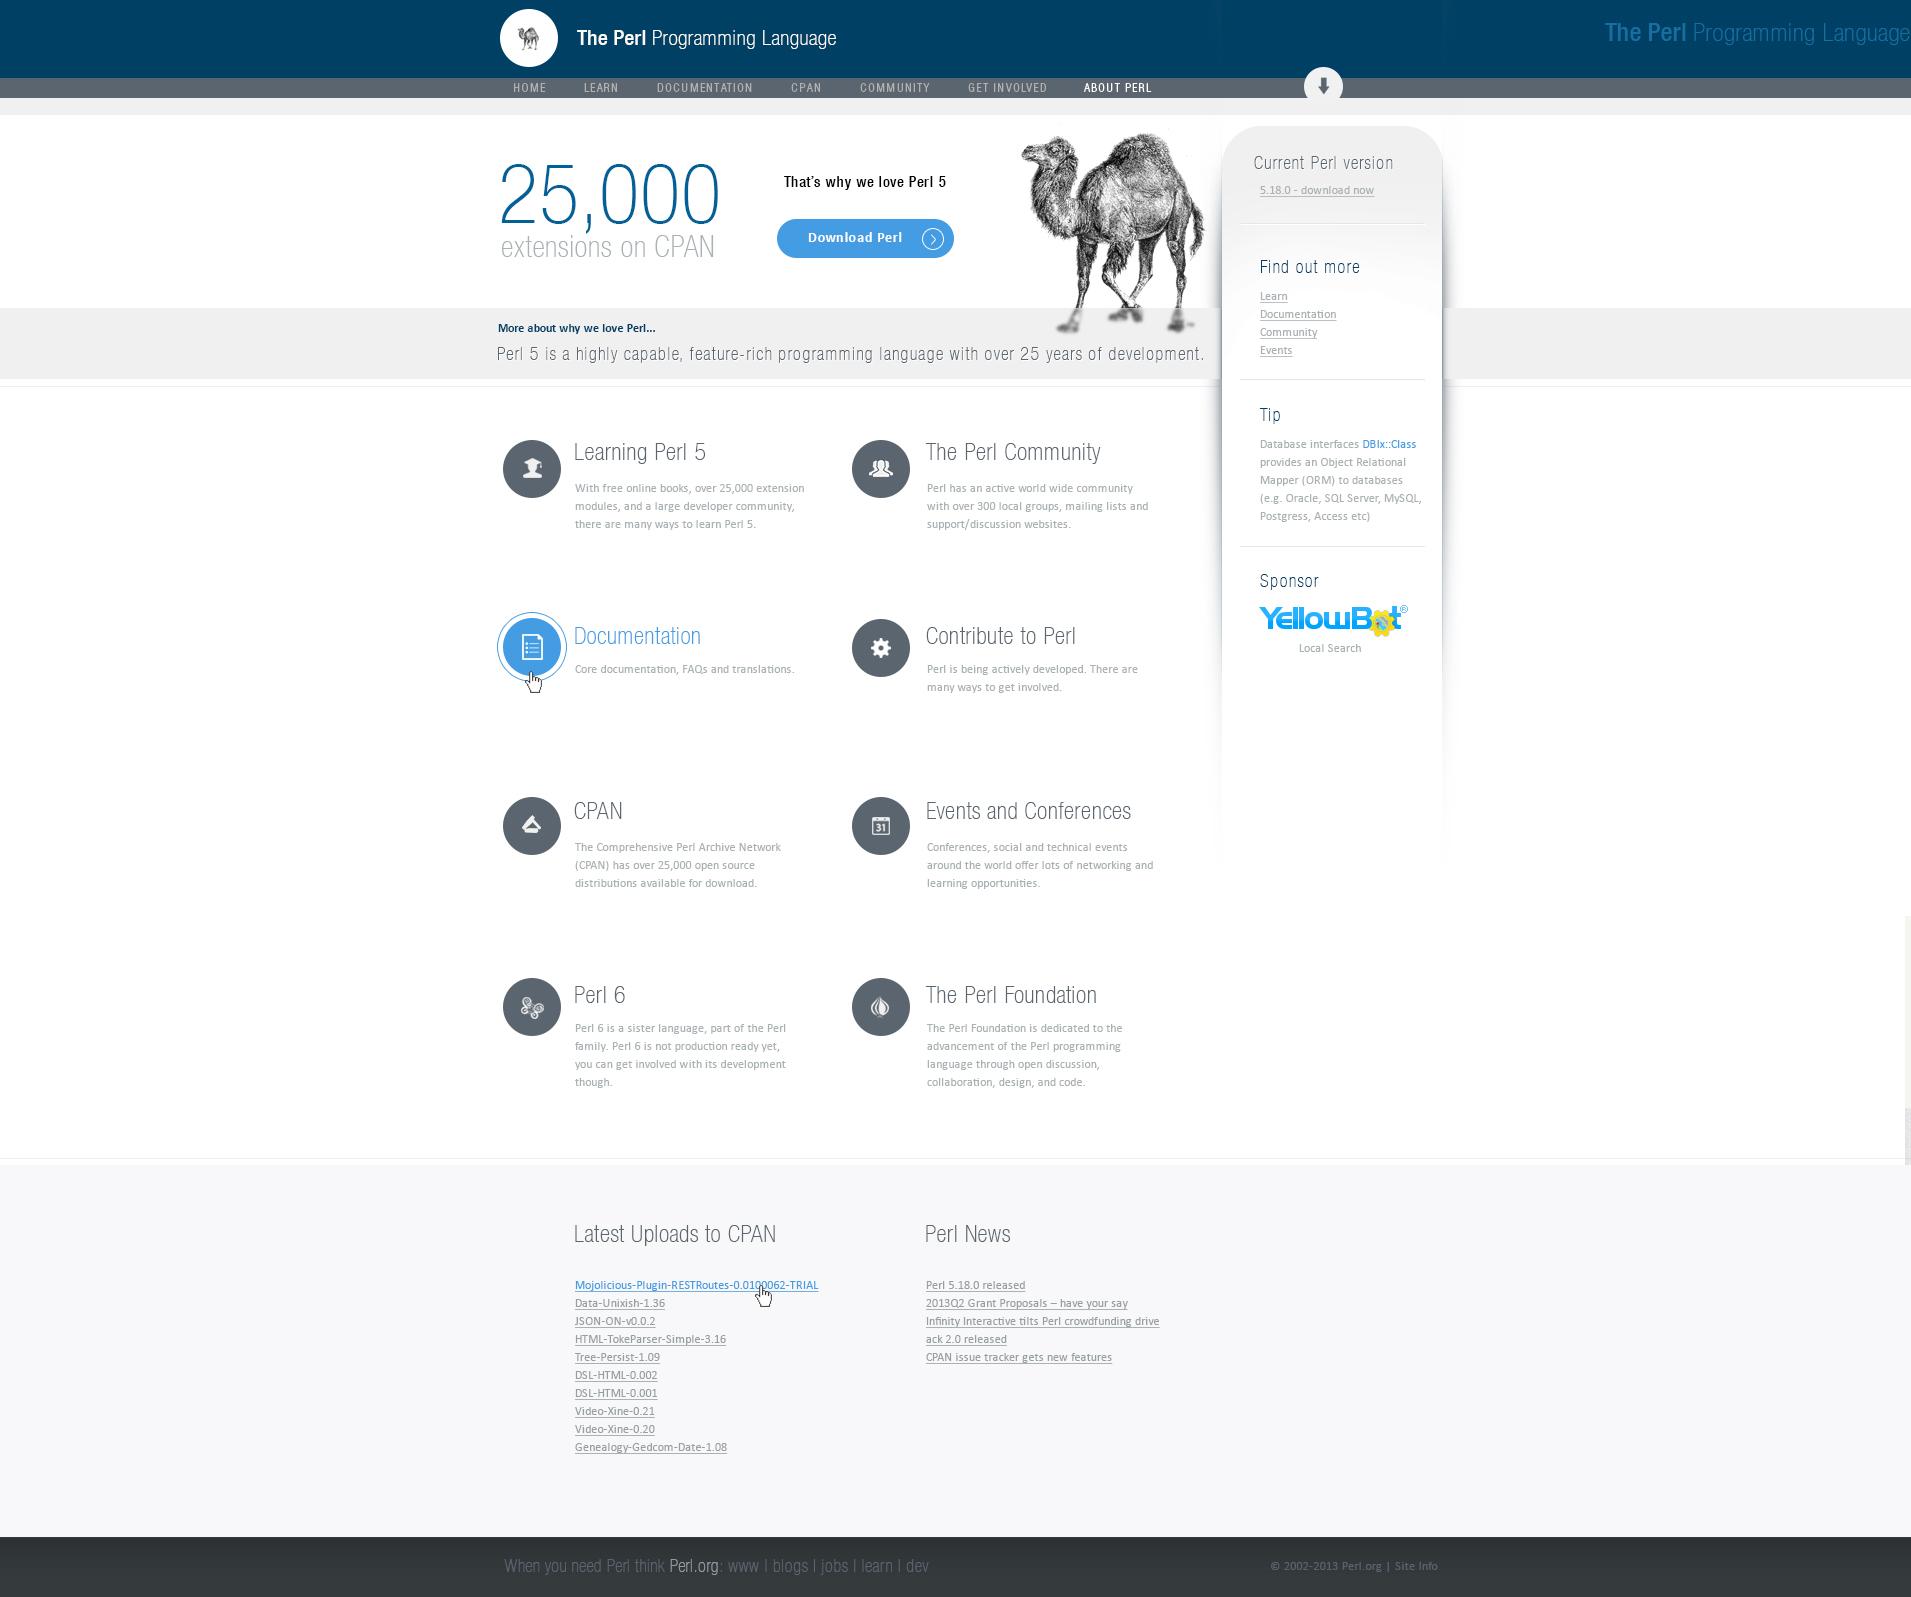 The Perl Programming Language
The Perl Programming Language
HOME LEARN DOCUMENTATION CPAN COMMUNITY GET INVOLVED ABOUT PERL
25,000
extensions on CPAN
That's why we love Perl 5
Download Perl
More about why we love Perl...
Perl 5 is a highly capable, feature-rich programming language with over 25 years of development.
Current Perl version
5.18.0 - download now
Find out more
Learn
Documentation
Community
Events
Tip
Database interfaces DBIx::Class
provides an Object Relational
Mapper (ORM) to databases
(e.g. Oracle, SQL Server, MySQL,
Postgress, Access etc)
Sponsor
YellowBot®
Local Search
Learning Perl 5
With free online books, over 25,000 extension
modules, and a large developer community,
there are many ways to learn Perl 5.
The Perl Community
Perl has an active world wide community
with over 300 local groups, mailing lists and
support/discussion websites.
Documentation
Core documentation, FAQs and translations.
Contribute to Perl
Perl is being actively developed. There are
many ways to get involved.
CPAN
The Comprehensive Perl Archive Network
(CPAN) has over 25,000 open source
distributions available for download.
31
Events and Conferences
Conferences, social and technical events
around the world offer lots of networking and
learning opportunities.
Perl 6
Perl 6 is a sister language, part of the Perl
family. Perl 6 is not production ready yet,
you can get involved with its development
though.
The Perl Foundation
The Perl Foundation is dedicated to the
advancement of the Perl programming
language through open discussion,
collaboration, design, and code.
Latest Uploads to CPAN
Mojolicious-Plugin-RESTRoutes-0.0100062-TRIAL
Data-Unixish-1.36
JSON-ON-v0.0.2
HTML-TokeParser-Simple-3.16
Tree-Persist-1.09
DSL-HTML-0.002
DSL-HTML-0.001
Video-Xine-0.21
Video-Xine-0.20
Genealogy-Gedcom-Date-1.08
Perl News
Perl 5.18.0 released
2013Q2 Grant Proposals – have your say
Infinity Interactive tilts Perl crowdfunding drive
ack 2.0 released
CPAN issue tracker gets new features
When you need Perl think Perl.org: www | blogs | jobs | learn | dev
© 2002-2013 Perl.org | Site Info